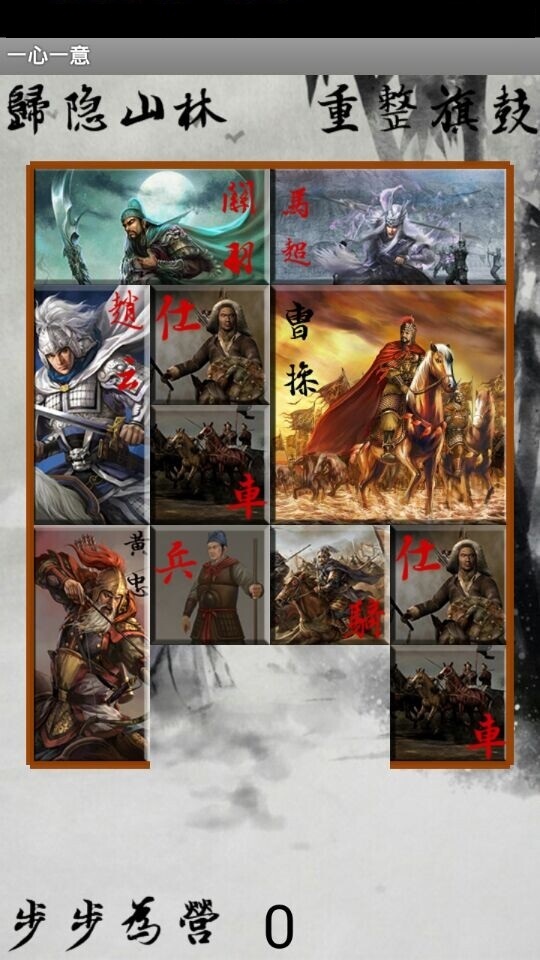 一心一意
歸隐山林 重整旗鼓
關羽 馬超
趙云 仕 曹操
車
黃忠 兵 騎 仕
車
步步為營 0